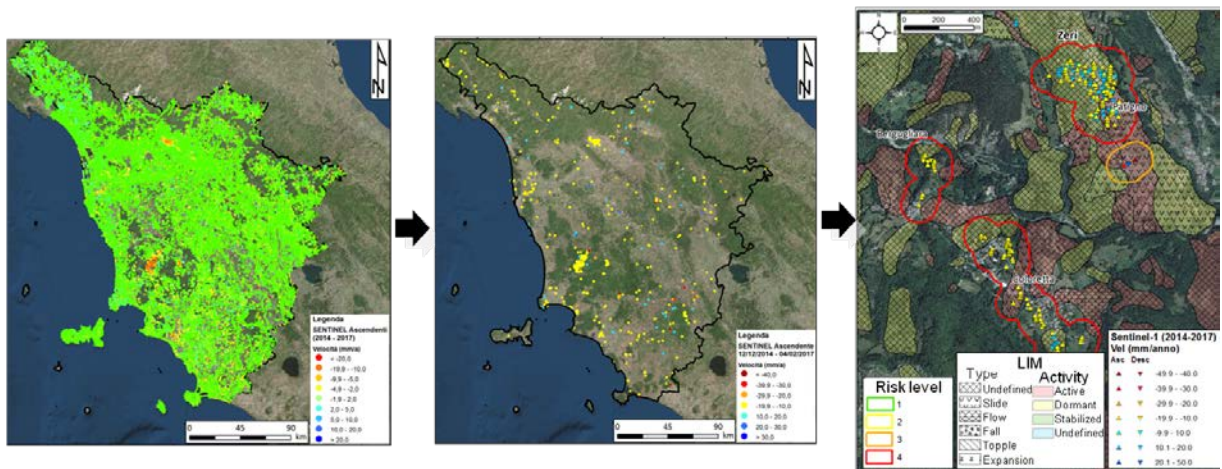 N
Legenda
SENTINEL Ascendenti
(2014 - 2017)
Velocità (mm/a)
< -20,0
-19,9 - -10,0
-9,9 - -5,0
-4,9 - -2,0
-1,9 - 2,0
2,0 - 5,0
5,0 - 10,0
10,0 - 20,0
> 20,0
0 45 90
km
N
Legenda
SENTINEL Ascendente
12/12/2014 - 04/02/2017
Velocità (mm/a)
< -40,0
-39,9 - -30,0
-29,9 - -20,0
-19,9 - -10,0
10,0 - 20,0
20,0 - 30,0
> 30,0
0 45 90
km
0 200 400
Zeri
Patigno
Bergugliara
Coloretta
Risk level
1
2
3
4
LIM
Type
Undefined
Slide
Flow
Fall
Topple
Expansion
Activity
Active
Dormant
Stabilized
Undefined
Sentinel-1 (2014-2017)
Vel (mm/anno)
Asc Desc
-49.9 - -40.0
-39.9 - -30.0
-29.9 - -20.0
-19.9 - -10.0
-9.9 - 10.0
10.1 - 20.0
20.1 - 50.0